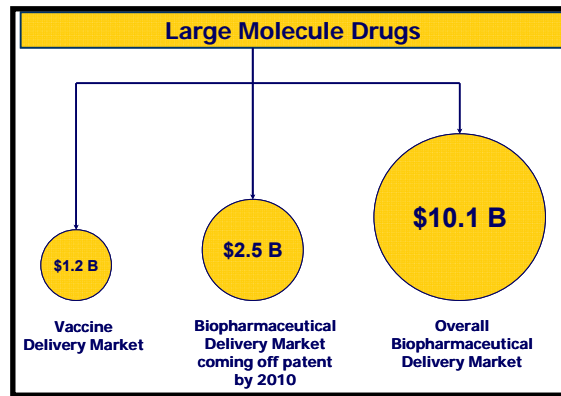 Large Molecule Drugs
$1.2 B
$2.5 B
$10.1 B
Vaccine
Delivery Market
Biopharmaceutical
Delivery Market
coming off patent
by 2010
Overall
Biopharmaceutical
Delivery Market